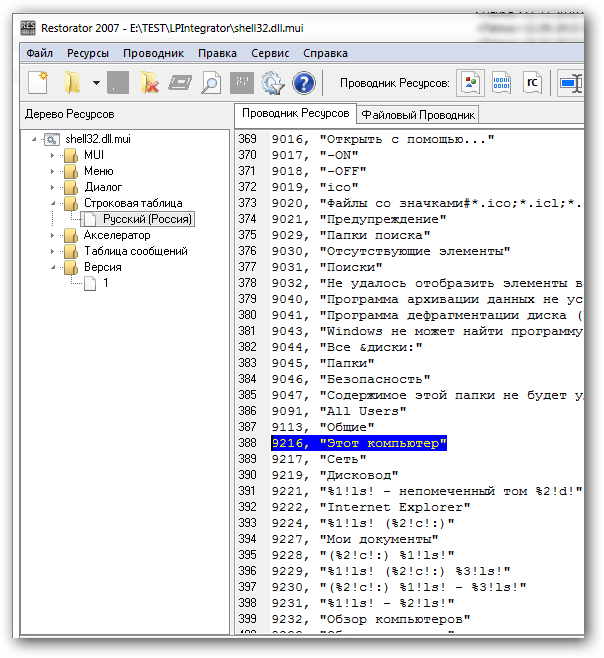 Restorator 2007 - E:\TEST\LPIntegrator\shell32.dll.mui
Файл Ресурсы Проводник Правка Сервис Справка
Проводник Ресурсов:
Дерево Ресурсов
Проводник Ресурсов Файловый Проводник
shell32.dll.mui
MUI
Меню
Диалог
Строковая таблица
Русский (Россия)
Акселератор
Таблица сообщений
Версия
1
369 9016, "Открыть с помощью..."
370 9017, "-ON"
371 9018, "-OFF"
372 9019, "ico"
373 9020, "Файлы со значками#*.ico;*.icl;*.
374 9021, "Предупреждение"
375 9029, "Папки поиска"
376 9030, "Отсутствующие элементы"
377 9031, "Поиски"
378 9032, "Не удалось отобразить элементы в
379 9040, "Программа архивации данных не ус
380 9041, "Программа дефрагментации диска (
381 9043, "Windows не может найти программу
382 9044, "Все &диски:"
383 9045, "Папки"
384 9046, "Безопасность"
385 9047, "Содержимое этой папки не будет у
386 9091, "All Users"
387 9113, "Общие"
388 9216, "Этот компьютер"
389 9217, "Сеть"
390 9219, "Дисковод"
391 9221, "%1!ls! - непомеченный том %2!d!"
392 9222, "Internet Explorer"
393 9224, "%1!ls! (%2!c!:)"
394 9227, "Мои документы"
395 9228, "(%2!c!:) %1!ls!"
396 9229, "%1!ls! (%2!c!:) %3!ls!"
397 9230, "(%2!c!:) %1!ls! - %3!ls!"
398 9231, "%1!ls! - %2!ls!"
399 9232, "Обзор компьютеров"